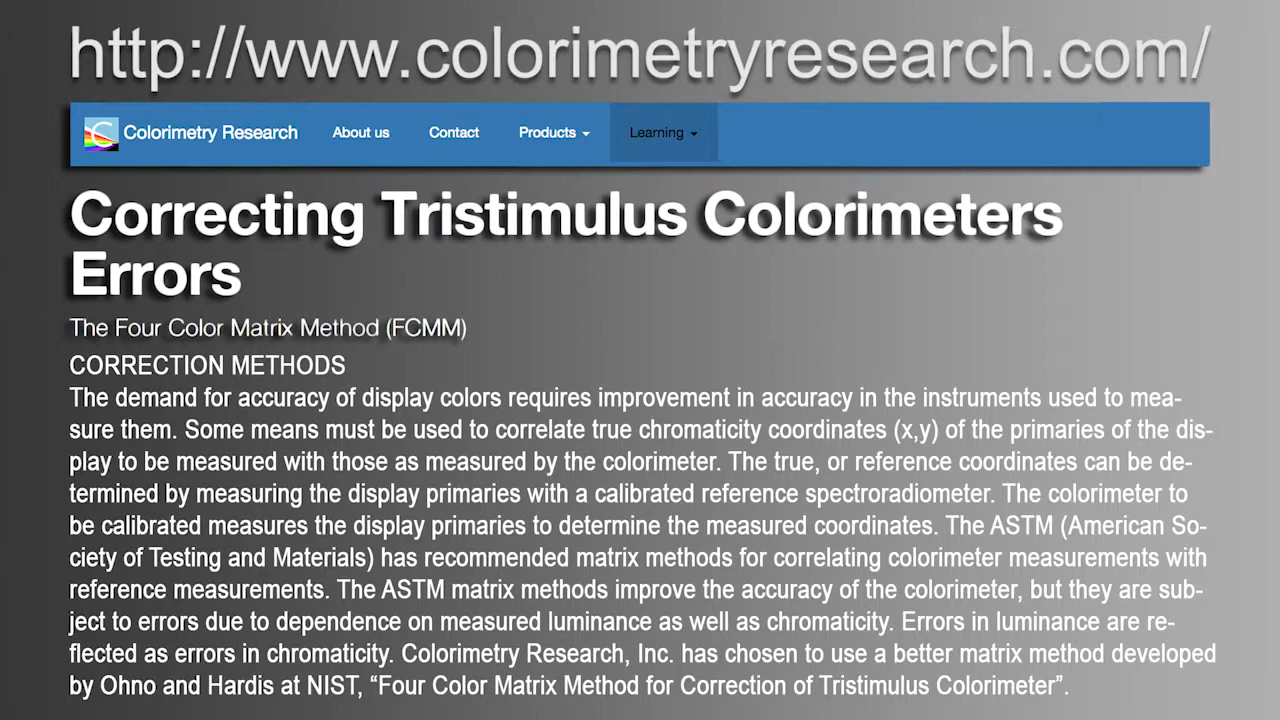 http://www.colorimetryresearch.com/
Colorimetry Research About us Contact Products Learning
Correcting Tristimulus Colorimeters
Errors
The Four Color Matrix Method (FCMM)
CORRECTION METHODS
The demand for accuracy of display colors requires improvement in accuracy in the instruments used to mea-
sure them. Some means must be used to correlate true chromaticity coordinates (x,y) of the primaries of the dis-
play to be measured with those as measured by the colorimeter. The true, or reference coordinates can be de-
termined by measuring the display primaries with a calibrated reference spectroradiometer. The colorimeter to
be calibrated measures the display primaries to determine the measured coordinates. The ASTM (American So-
ciety of Testing and Materials) has recommended matrix methods for correlating colorimeter measurements with
reference measurements. The ASTM matrix methods improve the accuracy of the colorimeter, but they are sub-
ject to errors due to dependence on measured luminance as well as chromaticity. Errors in luminance are re-
flected as errors in chromaticity. Colorimetry Research, Inc. has chosen to use a better matrix method developed
by Ohno and Hardis at NIST, “Four Color Matrix Method for Correction of Tristimulus Colorimeter”.